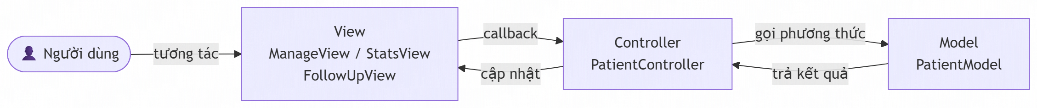 Người dùng
tương tác
View
ManageView / StatsView
FollowUpView
callback
cập nhật
Controller
PatientController
gọi phương thức
trả kết quả
Model
PatientModel